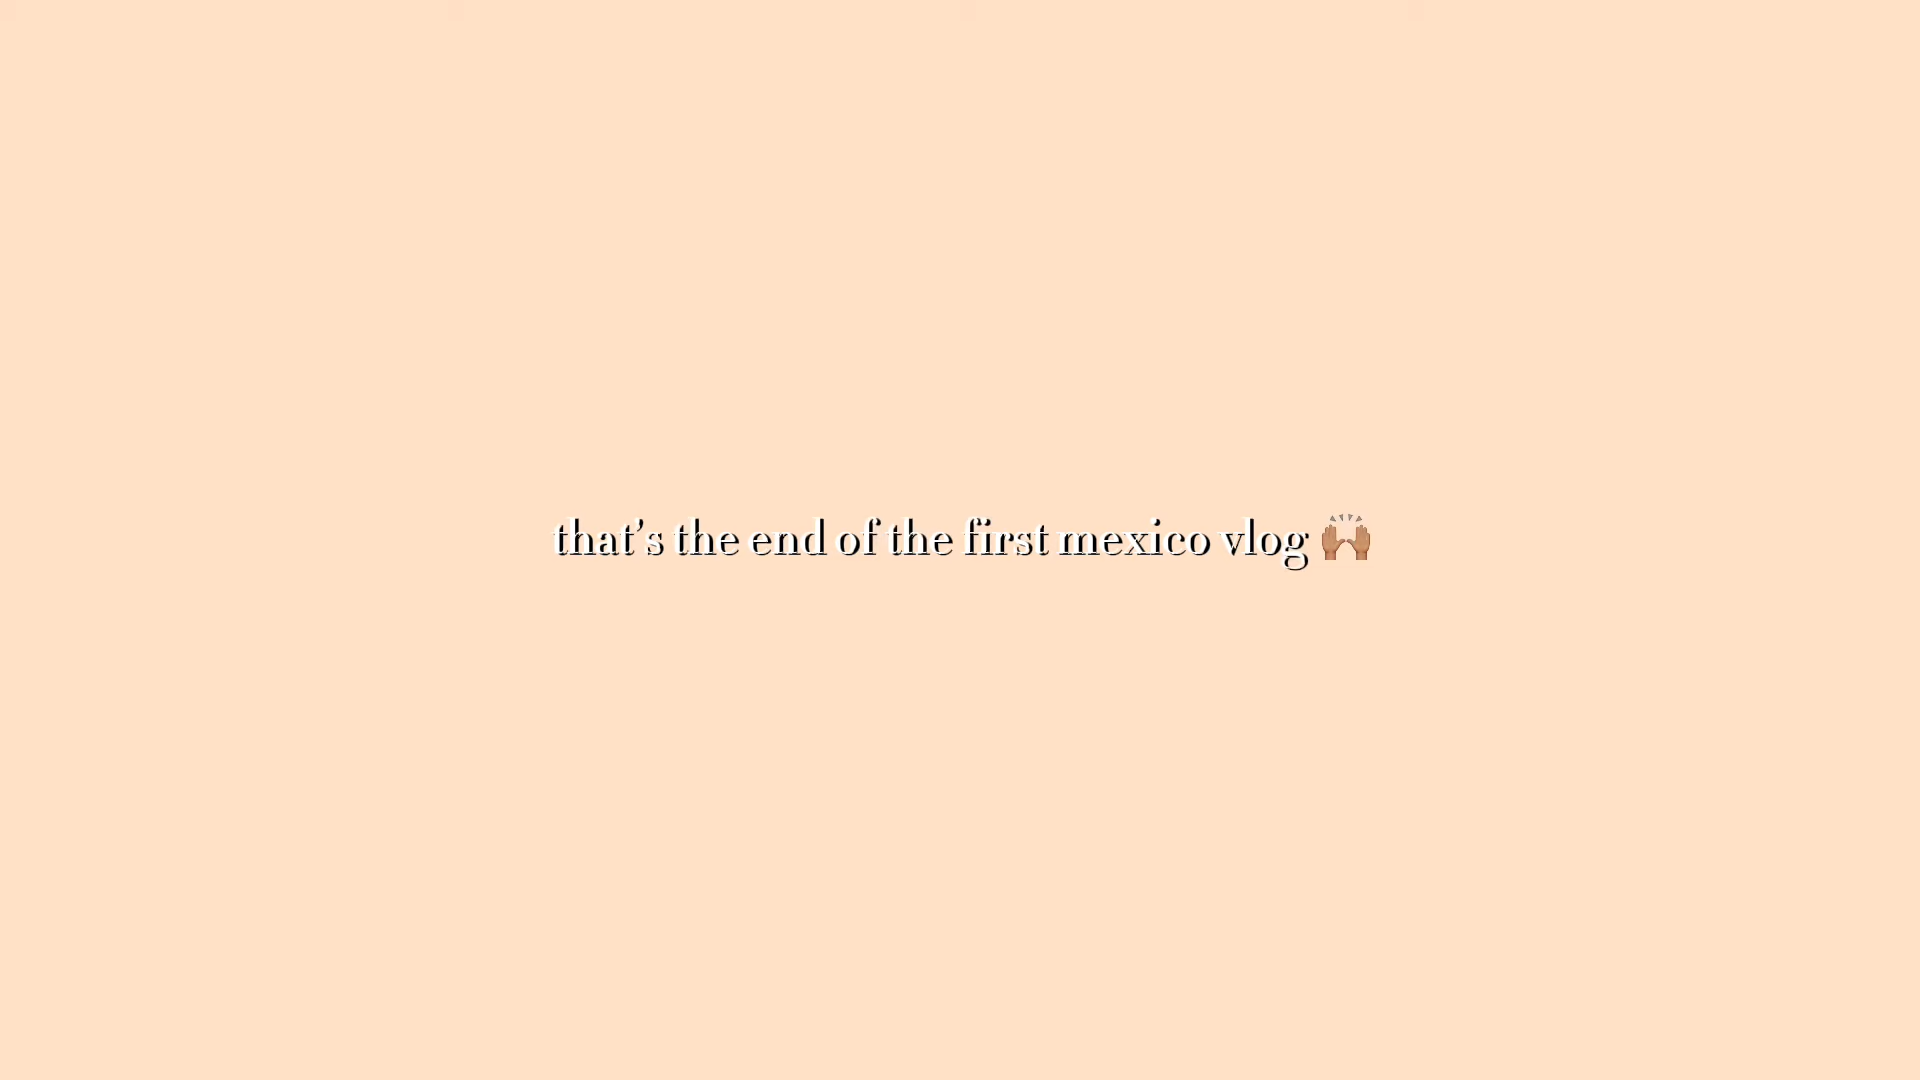 that's the end of the first mexico vlog 🙌🏽